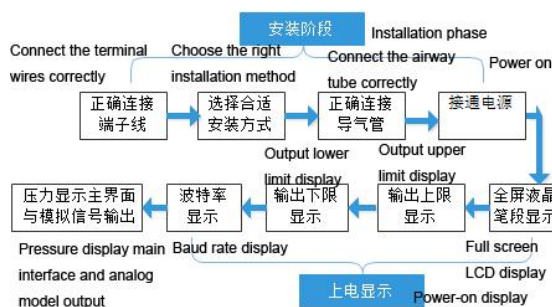 安装阶段
Installation phase
Connect the terminal
wires correctly
Choose the right
installation method
Connect the airway
tube correctly
Power on
正确连接
端子线
选择合适
安装方式
正确连接
导气管
接通电源
Output lower
limit display
Output upper
limit display
压力显示主界面
与模拟信号输出
波特率
显示
输出下限
显示
输出上限
显示
全屏液晶
笔段显示
Pressure display main
interface and analog
model output
Baud rate display
Full screen
LCD display
上电显示
Power-on display